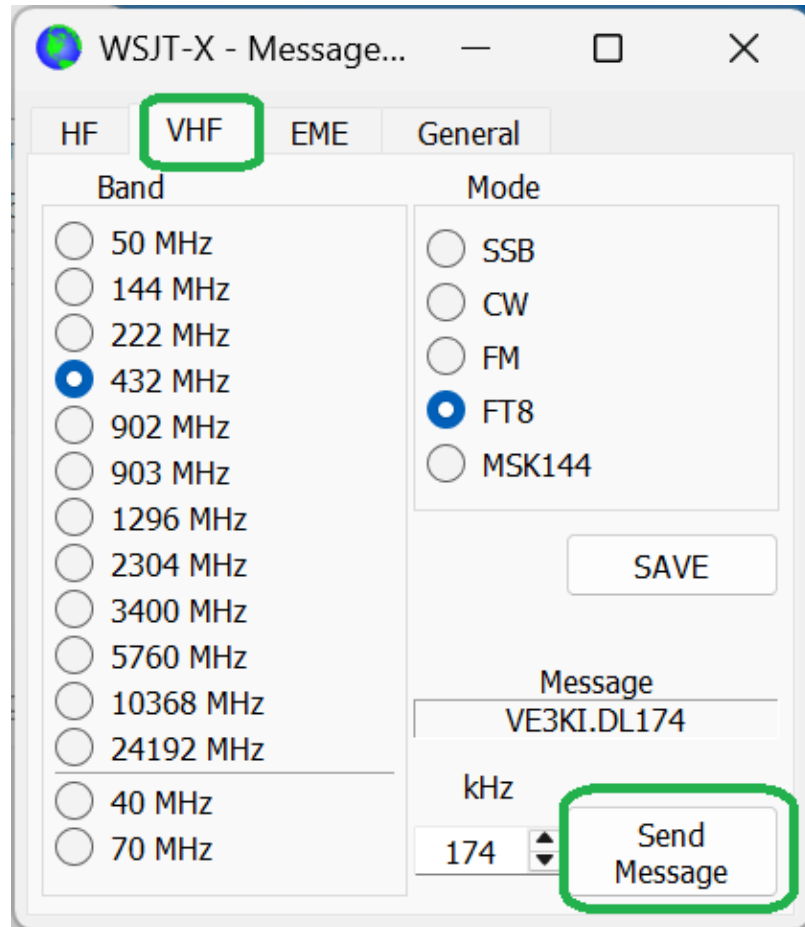 WSJT-X - Message...
HF VHF EME General
Band
50 MHz
144 MHz
222 MHz
432 MHz
902 MHz
903 MHz
1296 MHz
2304 MHz
3400 MHz
5760 MHz
10368 MHz
24192 MHz
40 MHz
70 MHz
Mode
SSB
CW
FM
FT8
MSK144
SAVE
Message
VE3KI.DL174
kHz
174
Send
Message